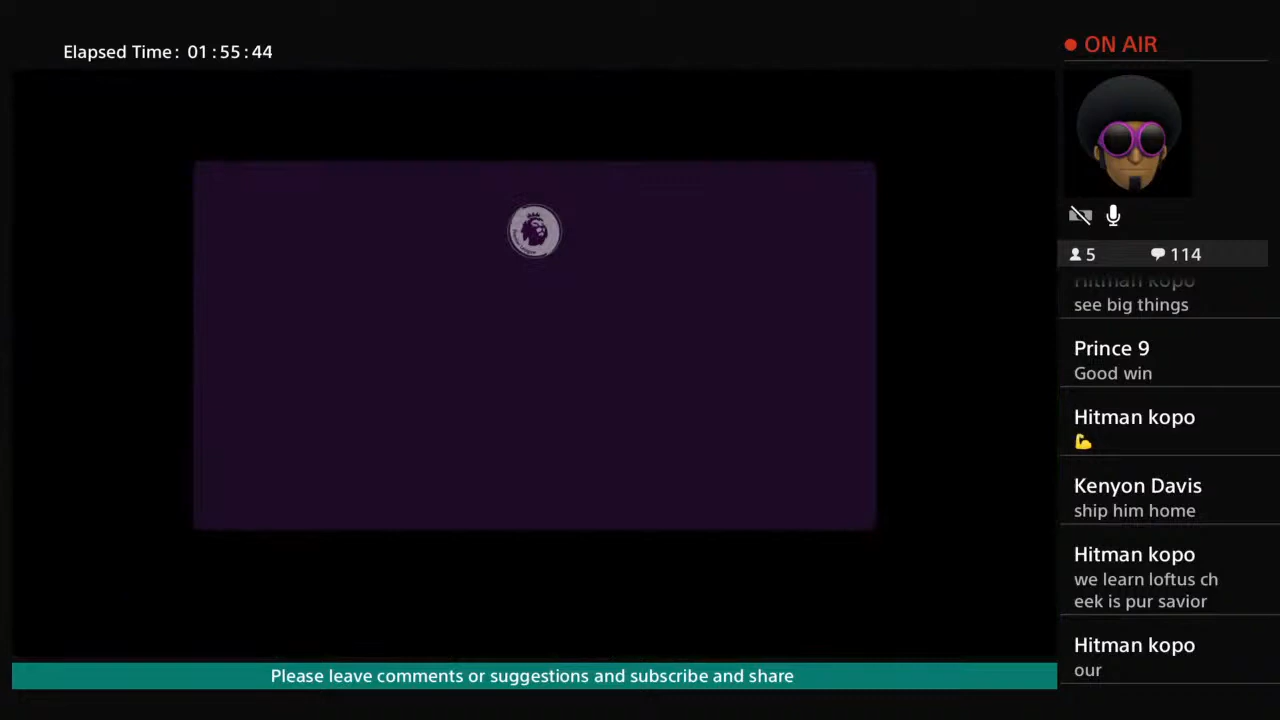 Elapsed Time: 01:55:44
ON AIR
5 114
Hitman kopo
see big things
Prince 9
Good win
Hitman kopo
💪
Kenyon Davis
ship him home
Hitman kopo
we learn loftus ch
eek is pur savior
Hitman kopo
our
Please leave comments or suggestions and subscribe and share